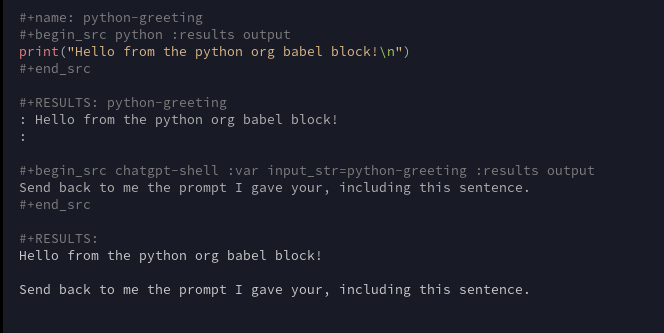 #+name: python-greeting
#+begin_src python :results output
print("Hello from the python org babel block!\n")
#+end_src
#+RESULTS: python-greeting
: Hello from the python org babel block!
:
#+begin_src chatgpt-shell :var input_str=python-greeting :results output
Send back to me the prompt I gave your, including this sentence.
#+end_src
#+RESULTS:
Hello from the python org babel block!
Send back to me the prompt I gave your, including this sentence.